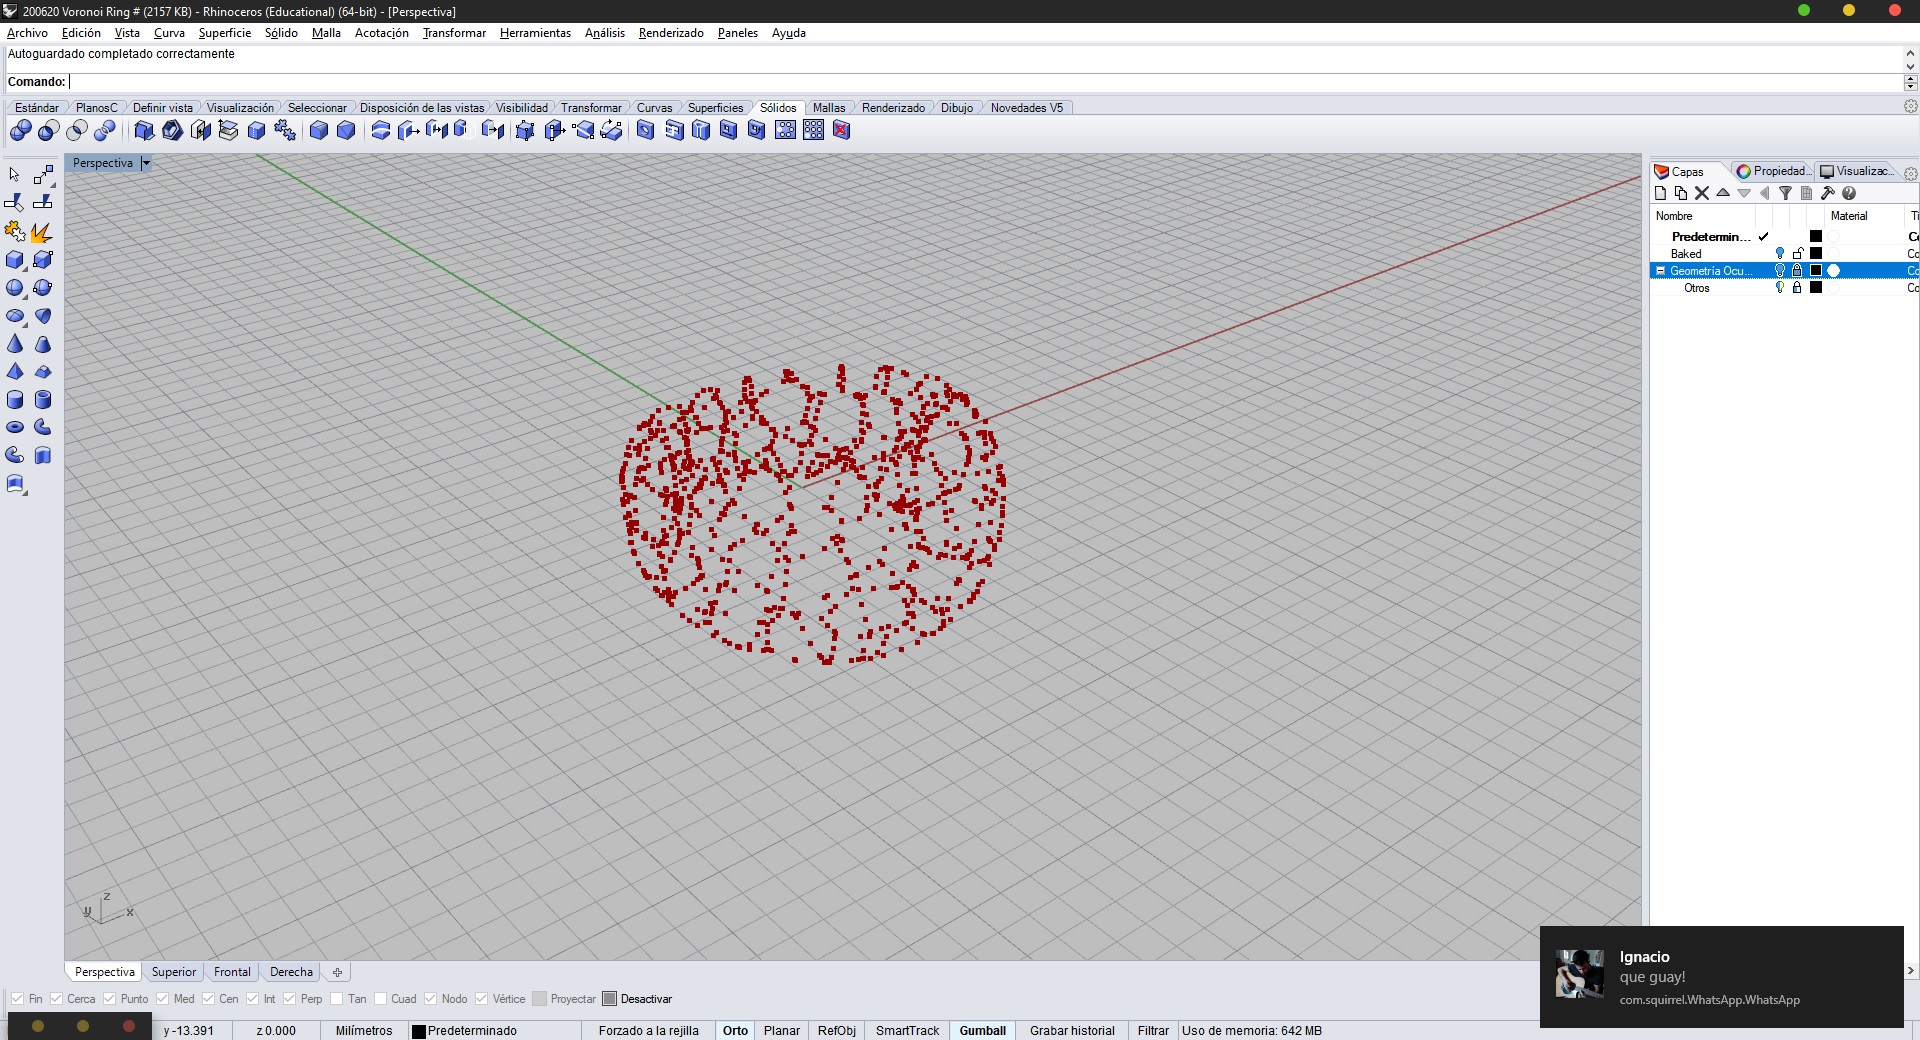 200620 Voronoi Ring # (2157 KB) - Rhinoceros (Educational) (64-bit) - [Perspectiva]
Archivo Edición Vista Curva Superficie Sólido Malla Acotación Transformar Herramientas Análisis Renderizado Paneles Ayuda
Autoguardado completado correctamente
Comando:
Estándar PlanosC Definir vista Visualización Seleccionar Disposición de las vistas Visibilidad Transformar Curvas Superficies Sólidos Mallas Renderizado Dibujo Novedades V5
Perspectiva
Capas Propiedad... Visualizac...
Nombre Material Ti
Predetermin... Co
Baked Co
Geometría Ocu... Co
Otros Co
z
y x
Perspectiva Superior Frontal Derecha
Fin Cerca Punto Med Cen Int Perp Tan Cuad Nodo Vértice Proyectar Desactivar
y -13.391 z 0.000 Milímetros Predeterminado Forzado a la rejilla Orto Planar RefObj SmartTrack Gumball Grabar historial Filtrar Uso de memoria: 642 MB
Ignacio
que guay!
com.squirrel.WhatsApp.WhatsApp